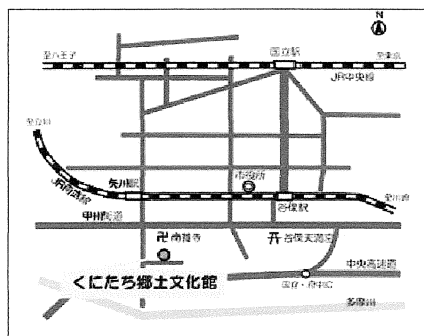 N
国立駅
至八王子
至東京
JR中央線
至立川
市役所
矢川駅
JR南武線
谷保駅
至川崎
甲州街道
卍 南養寺
谷保天満宮
くにたち郷土文化館
中央高速道
国立・府中IC
多摩川